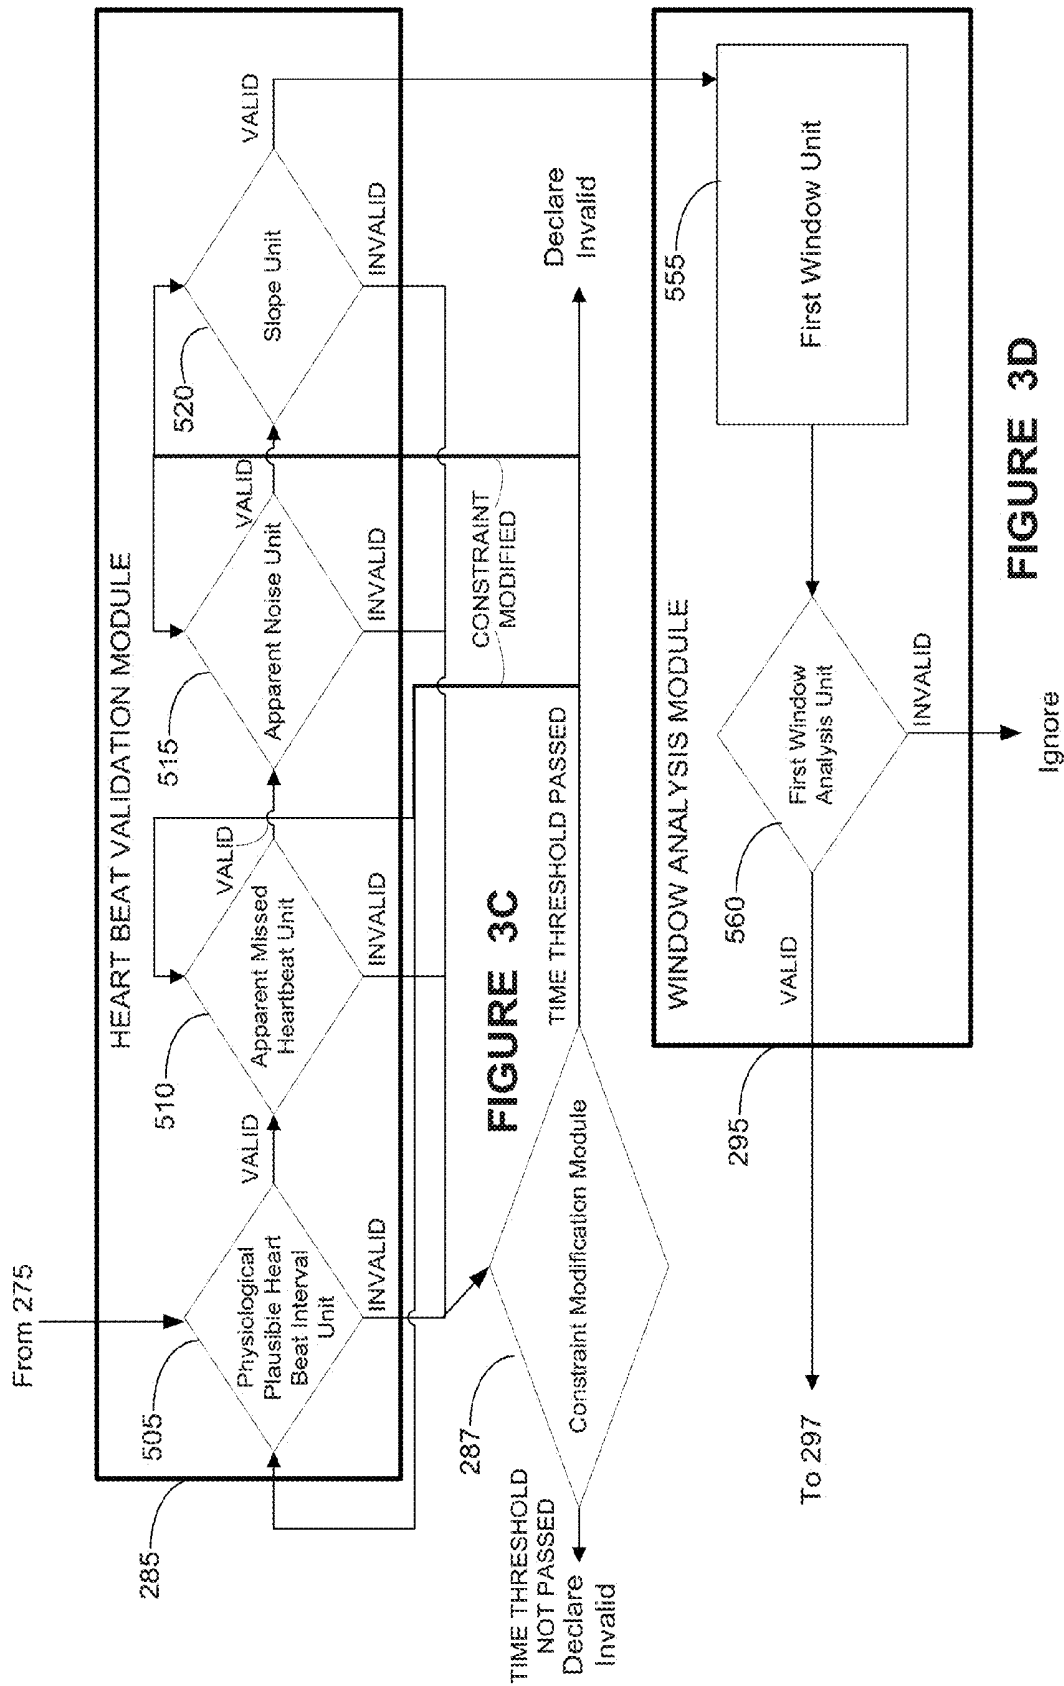 From 275
285
HEART BEAT VALIDATION MODULE
505
Physiological
Plausible Heart
Beat Interval
Unit
VALID
INVALID
510
Apparent Missed
Heartbeat Unit
VALID
INVALID
515
Apparent Noise Unit
VALID
INVALID
520
Slope Unit
VALID
INVALID
CONSTRAINT
MODIFIED
287
Constraint Modification Module
TIME THRESHOLD
NOT PASSED
Declare
Invalid
TIME THRESHOLD PASSED
Declare
Invalid
FIGURE 3C
WINDOW ANALYSIS MODULE
295
555
First Window Unit
560
First Window
Analysis Unit
VALID
INVALID
To 297
Ignore
FIGURE 3D